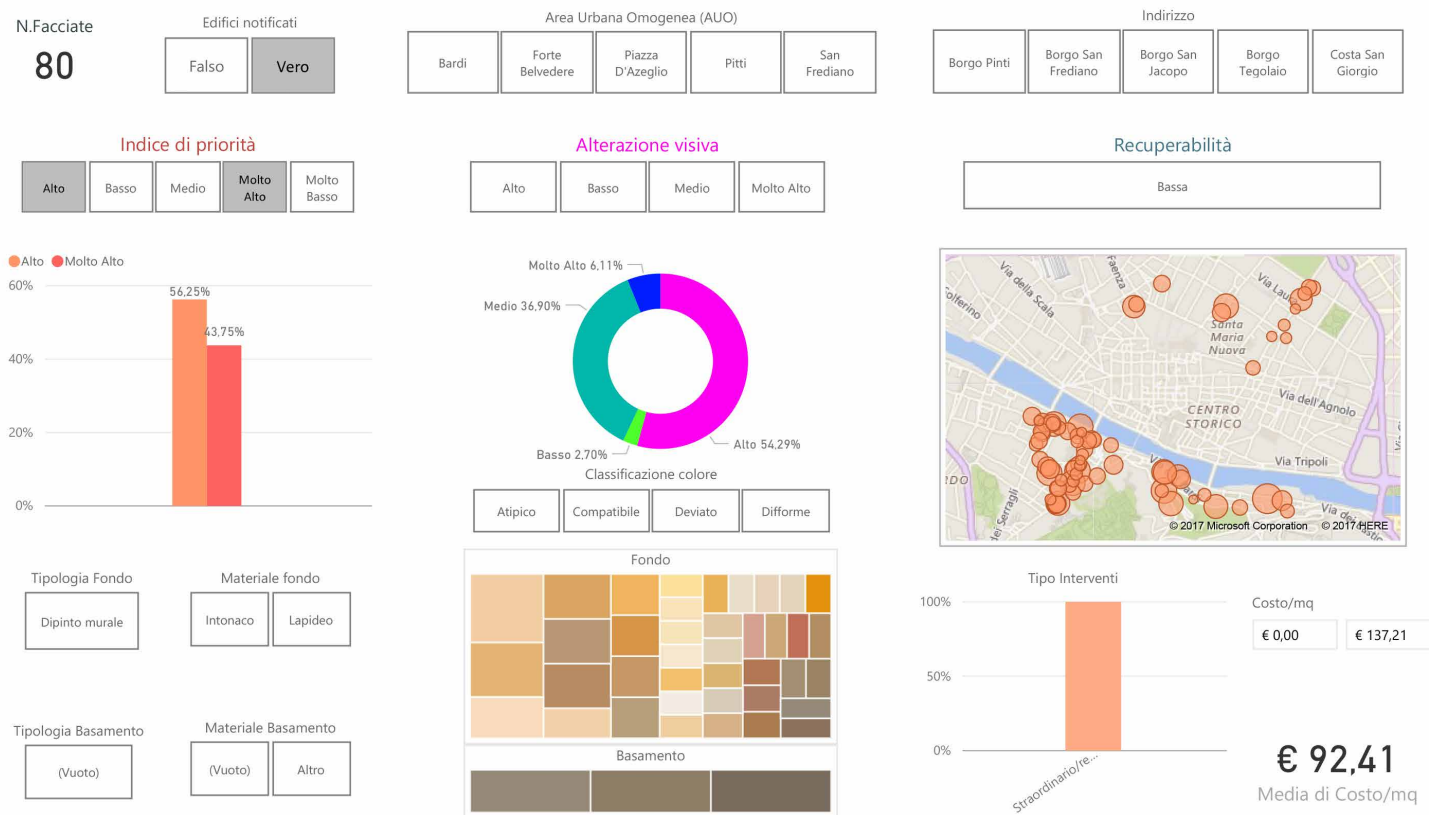 N.Facciate
80
Edifici notificati
Falso
Vero
Area Urbana Omogenea (AUO)
Bardi
Forte
Belvedere
Piazza
D'Azeglio
Pitti
San
Frediano
Indirizzo
Borgo Pinti
Borgo San
Frediano
Borgo San
Jacopo
Borgo
Tegolaio
Costa San
Giorgio
Indice di priorità
Alto
Basso
Medio
Molto
Alto
Molto
Basso
Alterazione visiva
Alto
Basso
Medio
Molto Alto
Recuperabilità
Bassa
Alto
Molto Alto
60%
40%
20%
0%
56,25%
43,75%
Molto Alto 6,11%
Medio 36,90%
Basso 2,70%
Alto 54,29%
Classificazione colore
Atipico
Compatibile
Deviato
Difforme
Faenza
Via della Scala
olferino
Via Lau
Santa
Maria
Nuova
CENTRO
STORICO
Via dell'Agnolo
Via Tripoli
RDO
dei Serragli
© 2017 Microsoft Corporation
© 2017 HERE
Tipologia Fondo
Dipinto murale
Materiale fondo
Intonaco
Lapideo
Tipologia Basamento
(Vuoto)
Materiale Basamento
(Vuoto)
Altro
Fondo
Basamento
Tipo Interventi
100%
50%
0%
Straordinario/re...
Costo/mq
€ 0,00
€ 137,21
€ 92,41
Media di Costo/mq